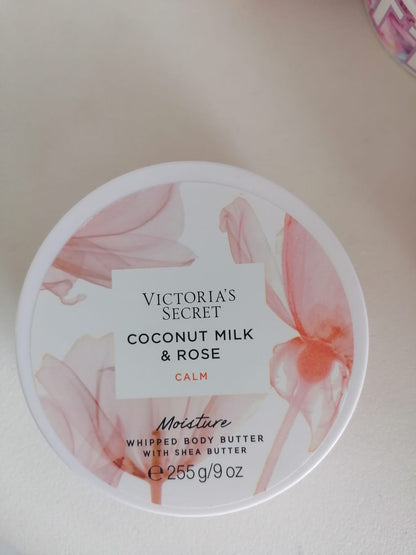 VICTORIA'S
SECRET
COCONUT MILK
& ROSE
CALM
Moisture
WHIPPED BODY BUTTER
WITH SHEA BUTTER
℮ 255 g/9 oz